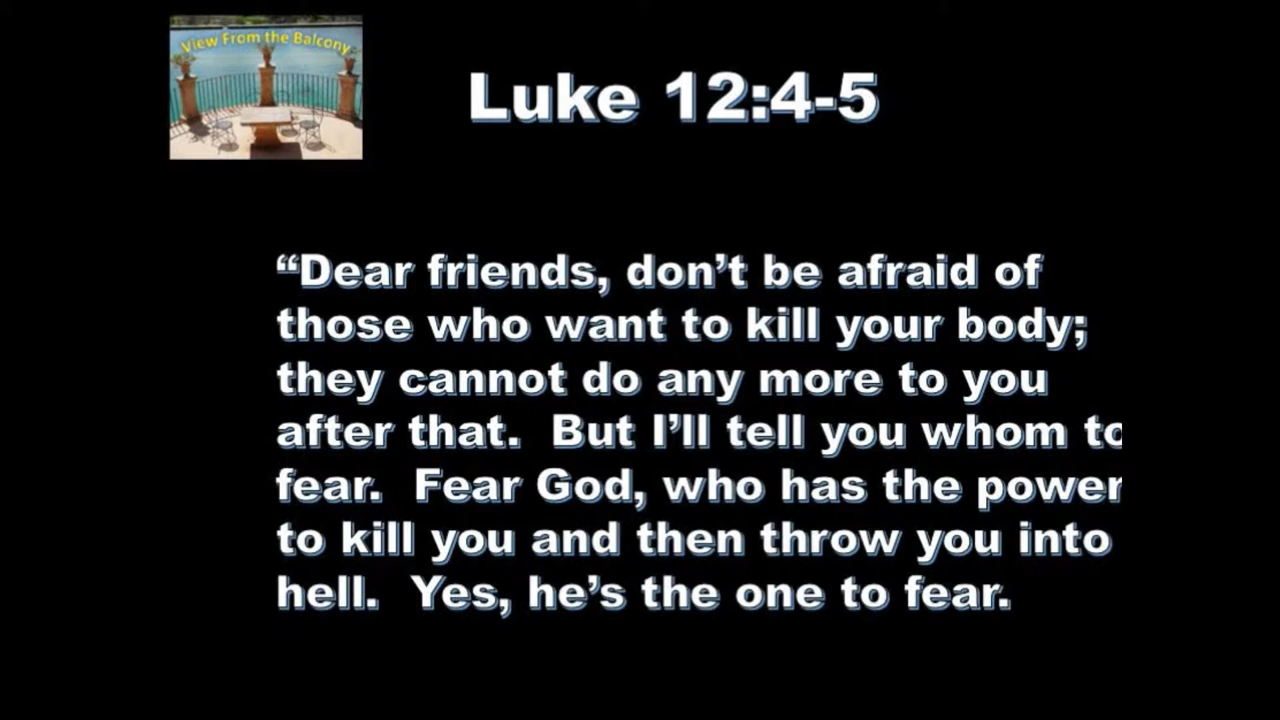 View From the Balcony
Luke 12:4-5
“Dear friends, don’t be afraid of
those who want to kill your body;
they cannot do any more to you
after that.  But I’ll tell you whom to
fear.  Fear God, who has the power
to kill you and then throw you into
hell.  Yes, he’s the one to fear.